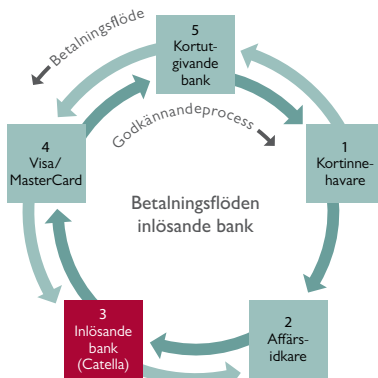 Betalningsflöde
5
Kortut-
givande
bank
Godkännandeprocess
4
Visa/
MasterCard
1
Kortinne-
havare
Betalningsflöden
inlösande bank
3
Inlösande
bank
(Catella)
2
Affärs-
idkare